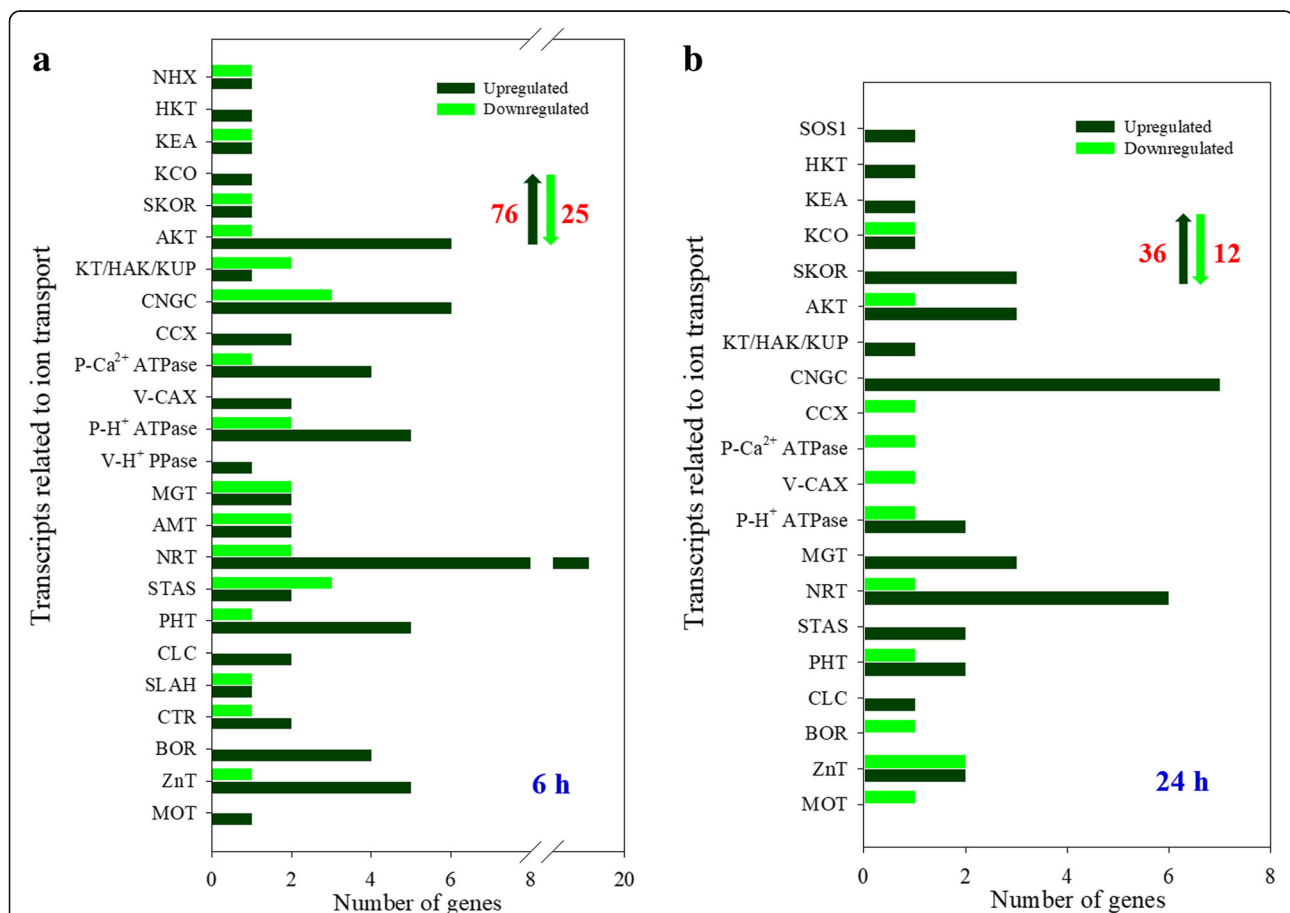 a
Transcripts related to ion transport
NHX
HKT
KEA
KCO
SKOR
AKT
KT/HAK/KUP
CNGC
CCX
P-Ca²⁺ ATPase
V-CAX
P-H⁺ ATPase
V-H⁺ PPase
MGT
AMT
NRT
STAS
PHT
CLC
SLAH
CTR
BOR
ZnT
MOT
Upregulated
Downregulated
76 25
6 h
0 2 4 6 8 20
Number of genes
b
Transcripts related to ion transport
SOS1
HKT
KEA
KCO
SKOR
AKT
KT/HAK/KUP
CNGC
CCX
P-Ca²⁺ ATPase
V-CAX
P-H⁺ ATPase
MGT
NRT
STAS
PHT
CLC
BOR
ZnT
MOT
Upregulated
Downregulated
36 12
24 h
0 2 4 6 8
Number of genes